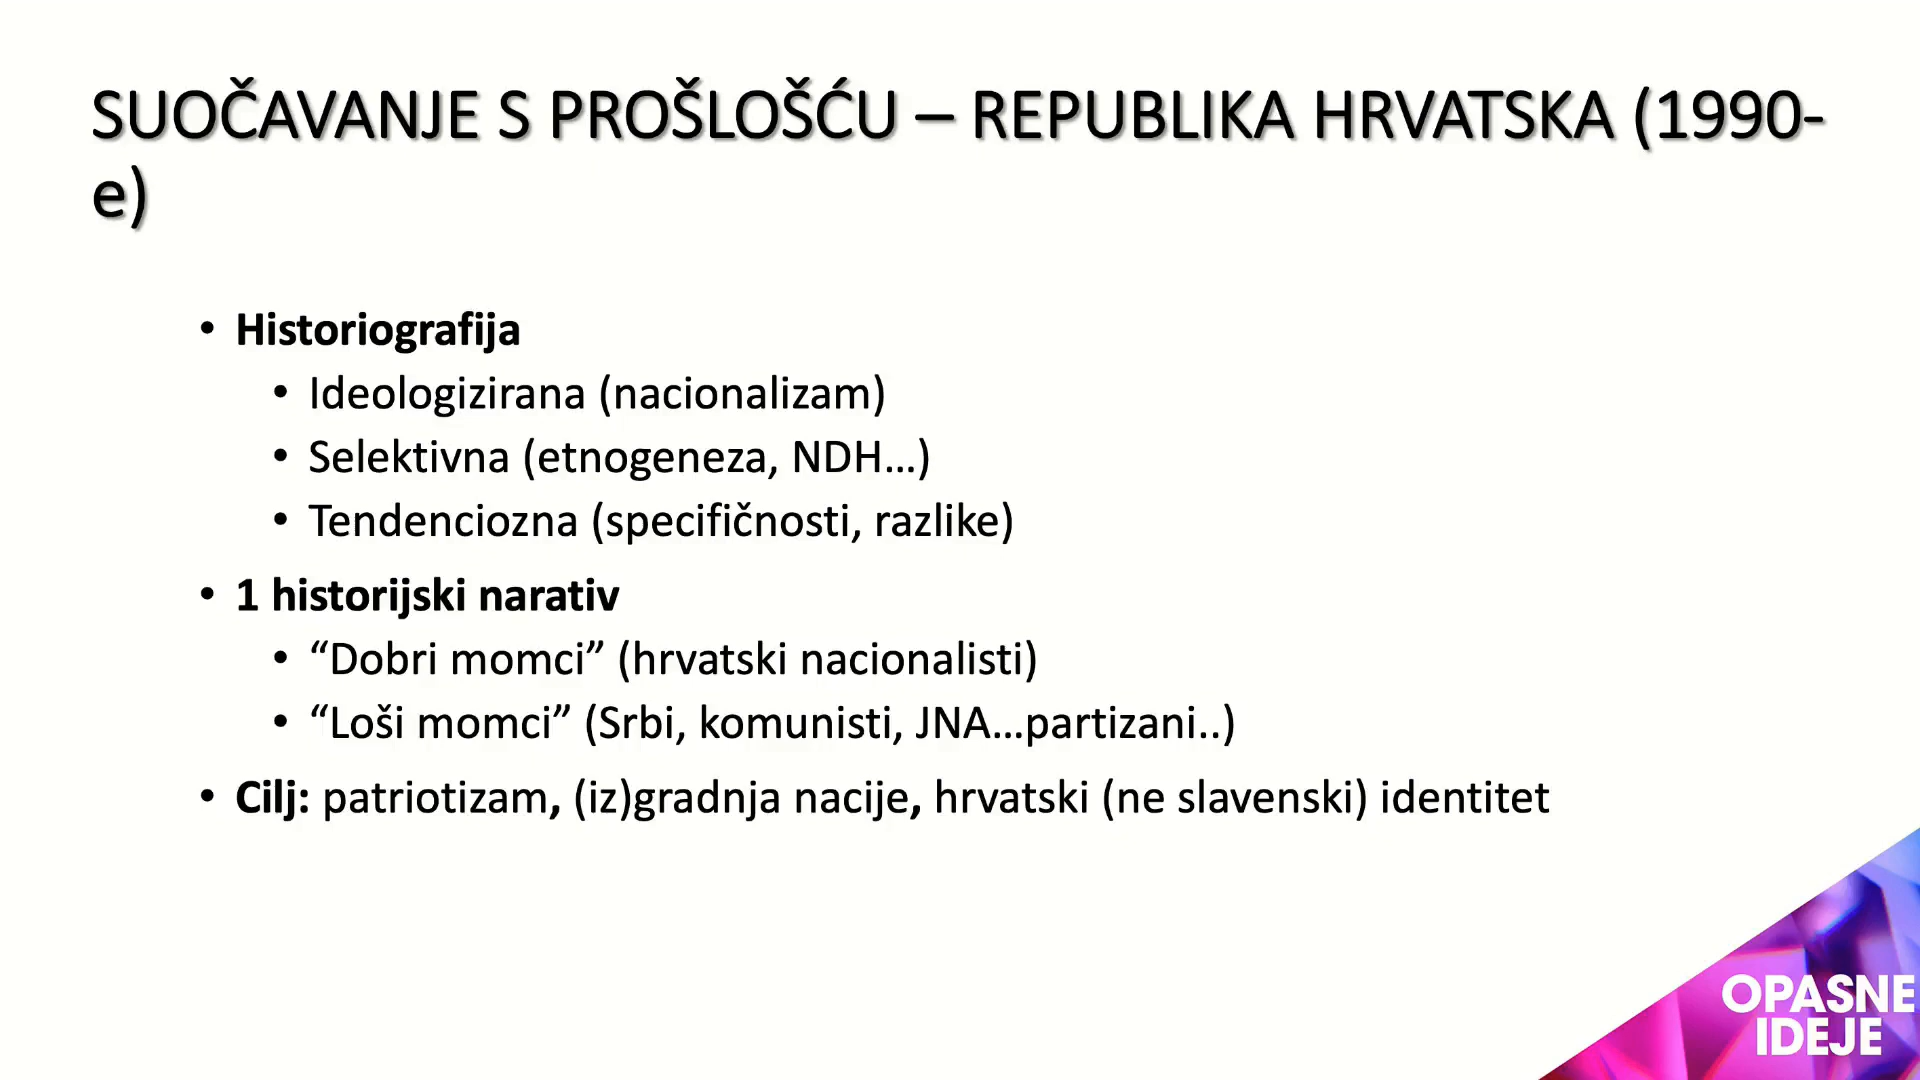 SUOČAVANJE S PROŠLOŠĆU – REPUBLIKA HRVATSKA (1990-
e)
• Historiografija
• Ideologizirana (nacionalizam)
• Selektivna (etnogeneza, NDH…)
• Tendenciozna (specifičnosti, razlike)
• 1 historijski narativ
• “Dobri momci” (hrvatski nacionalisti)
• “Loši momci” (Srbi, komunisti, JNA…partizani..)
• Cilj: patriotizam, (iz)gradnja nacije, hrvatski (ne slavenski) identitet
OPASNE
IDEJE